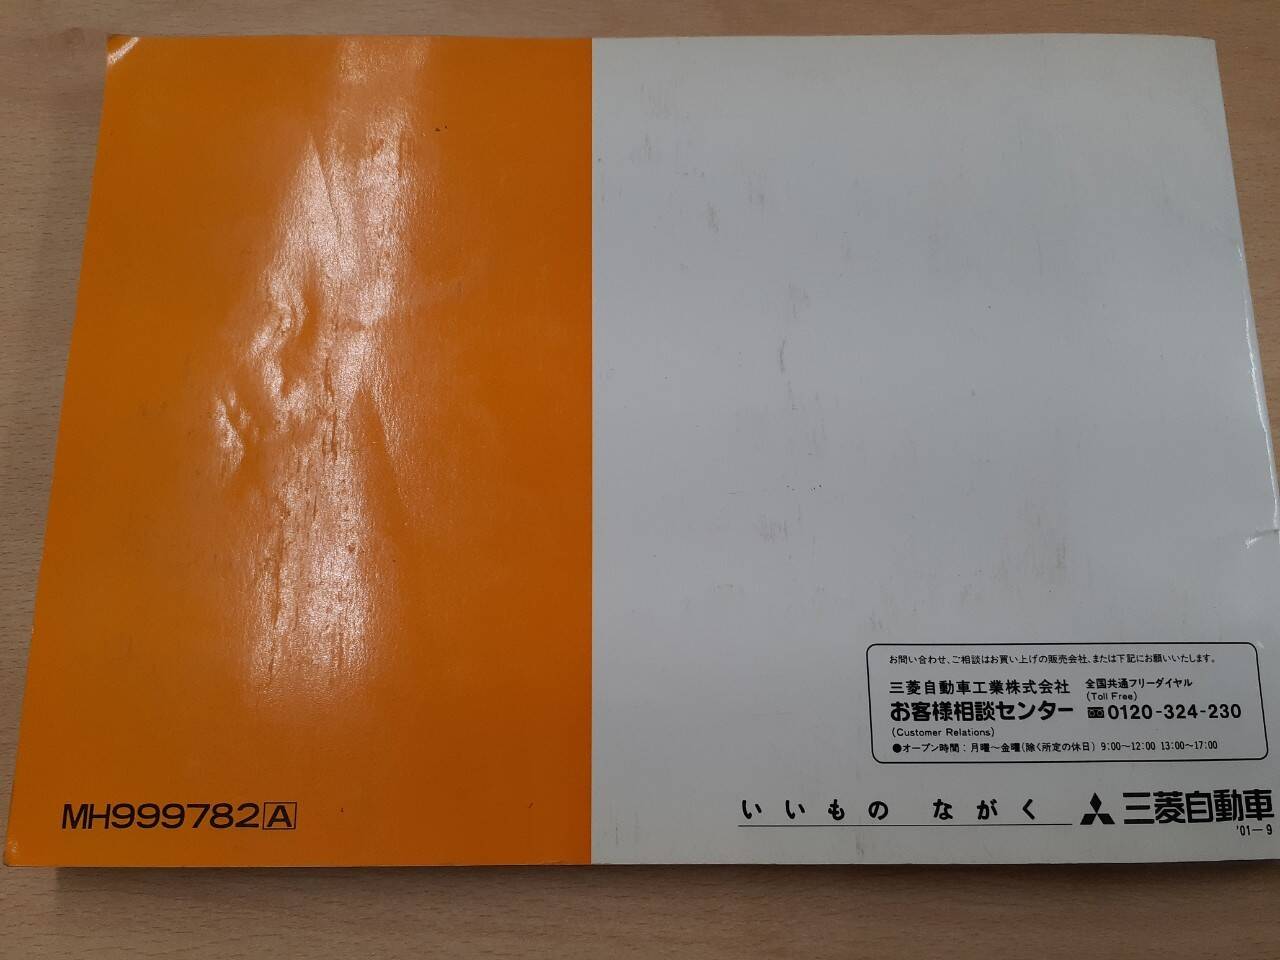 お問い合わせ、ご相談はお買い上げの販売会社、または下記にお願いいたします。
三菱自動車工業株式会社 全国共通フリーダイヤル
(Toll Free)
お客様相談センター 0120-324-230
(Customer Relations)
●オープン時間：月曜〜金曜(除く所定の休日) 9:00〜12:00 13:00〜17:00
MH999782 A
いいもの ながく 三菱自動車
'01-9